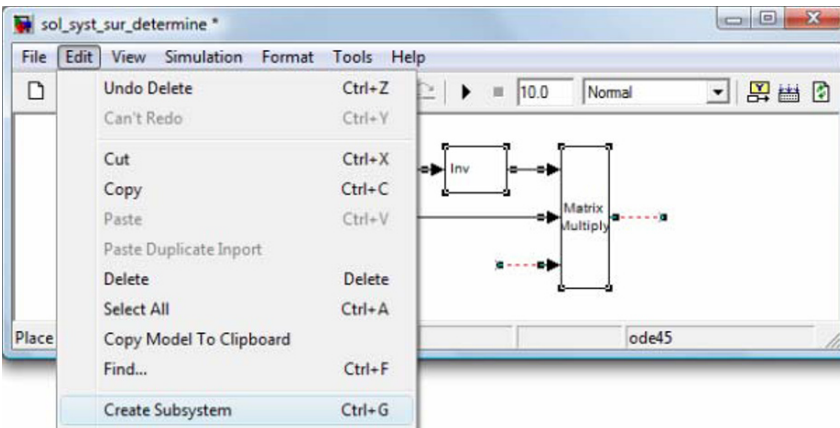 sol_syst_sur_determine *
File Edit View Simulation Format Tools Help
10.0 Normal
Undo Delete Ctrl+Z
Can't Redo Ctrl+Y
Cut Ctrl+X
Copy Ctrl+C
Paste Ctrl+V
Paste Duplicate Inport
Delete Delete
Select All Ctrl+A
Copy Model To Clipboard
Find... Ctrl+F
Create Subsystem Ctrl+G
Inv
Matrix
Multiply
Place
ode45